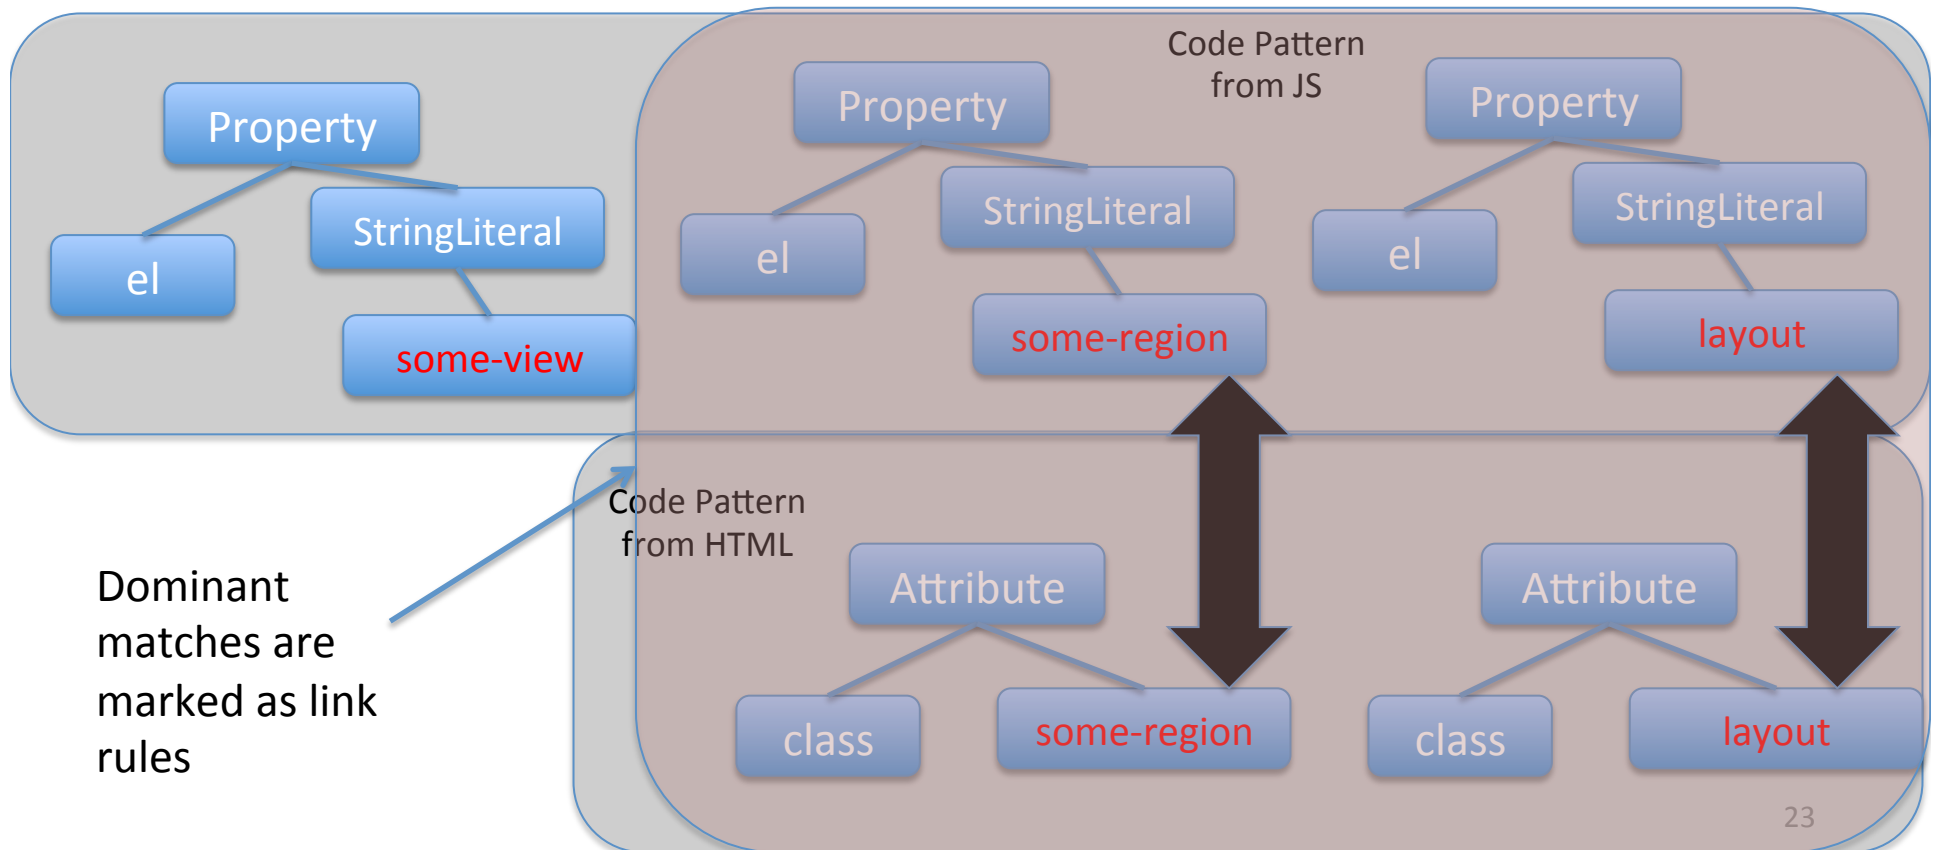 Code Pattern
from JS
Property
el
StringLiteral
some-view
Property
el
StringLiteral
some-region
Property
el
StringLiteral
layout
Code Pattern
from HTML
Attribute
class
some-region
Attribute
class
layout
Dominant
matches are
marked as link
rules
23